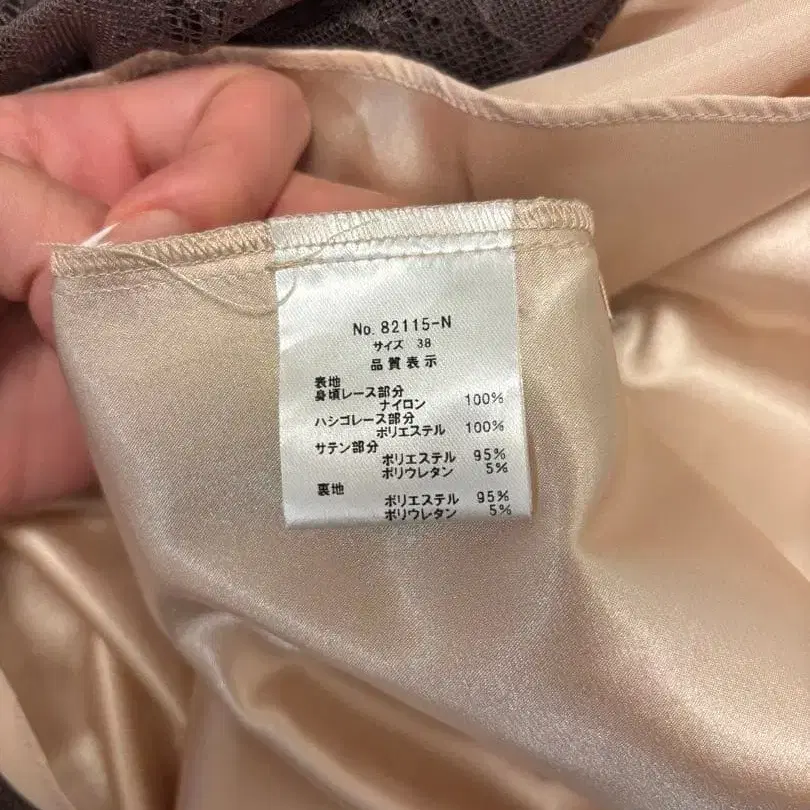 No. 82115-N
サイズ 38
品質表示
表地
身頃レース部分
ナイロン 100%
ハシゴレース部分
ポリエステル 100%
サテン部分
ポリエステル 95%
ポリウレタン 5%
裏地
ポリエステル 95%
ポリウレタン 5%